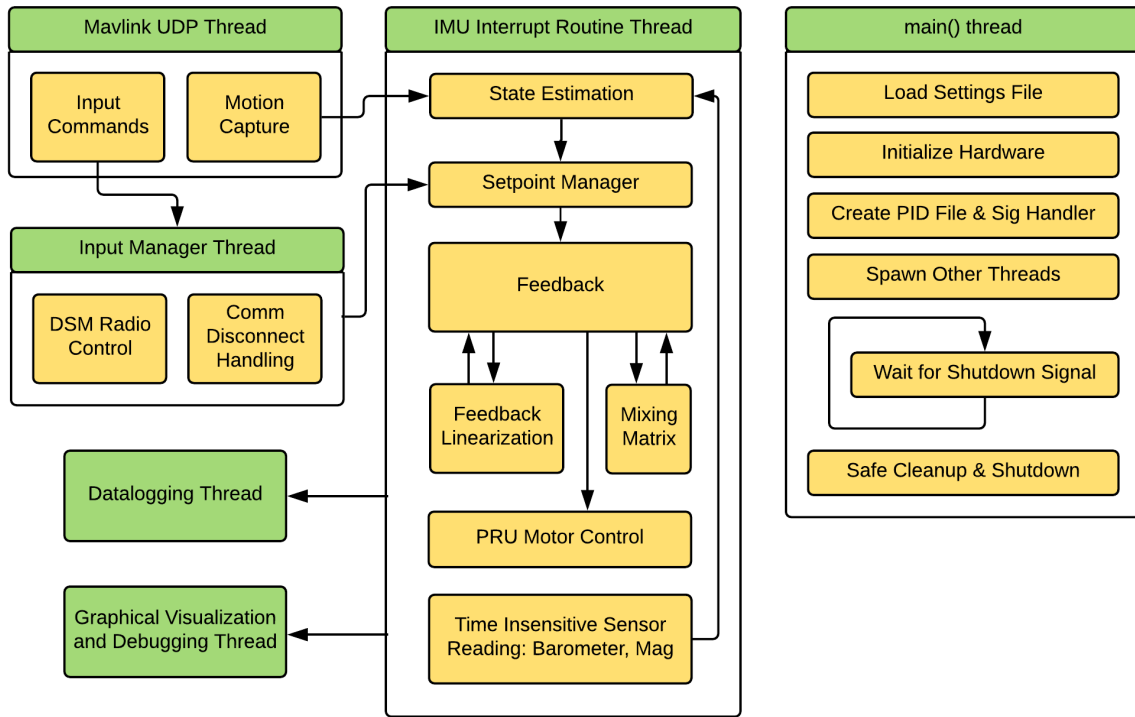 Mavlink UDP Thread
Input
Commands
Motion
Capture
Input Manager Thread
DSM Radio
Control
Comm
Disconnect
Handling
Datalogging Thread
Graphical Visualization
and Debugging Thread
IMU Interrupt Routine Thread
State Estimation
Setpoint Manager
Feedback
Feedback
Linearization
Mixing
Matrix
PRU Motor Control
Time Insensitive Sensor
Reading: Barometer, Mag
main() thread
Load Settings File
Initialize Hardware
Create PID File & Sig Handler
Spawn Other Threads
Wait for Shutdown Signal
Safe Cleanup & Shutdown